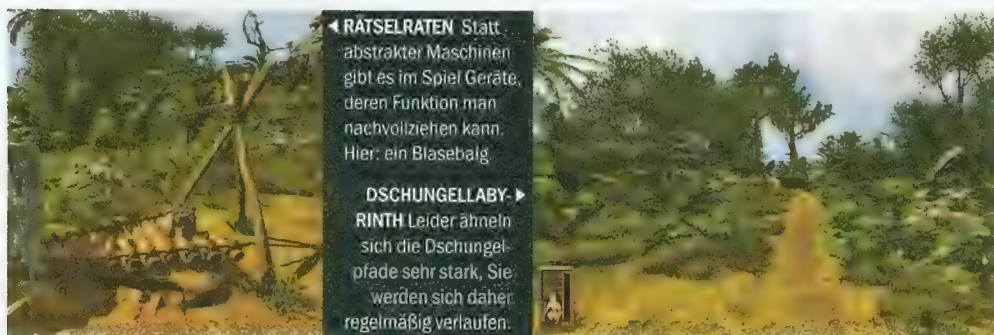 ◄ RÄTSELRATEN Statt
abstrakter Maschinen
gibt es im Spiel Geräte,
deren Funktion man
nachvollziehen kann.
Hier: ein Blasebalg.
DSCHUNGELLABY- ►
RINTH Leider ähneln
sich die Dschungel-
pfade sehr stark, Sie
werden sich daher
regelmäßig verlaufen.